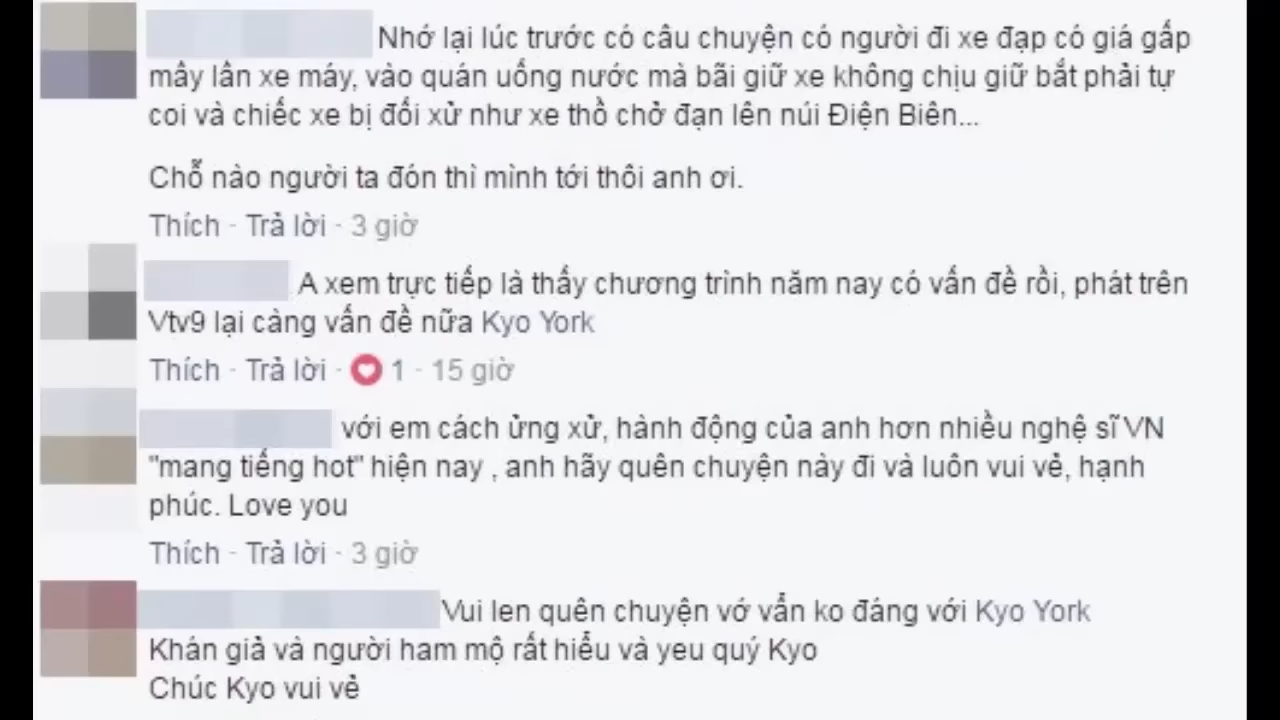 Nhớ lại lúc trước có câu chuyện có người đi xe đạp có giá gấp
mấy lần xe máy, vào quán uống nước mà bãi giữ xe không chịu giữ bắt phải tự
coi và chiếc xe bị đối xử như xe thồ chở đạn lên núi Điện Biên...
Chỗ nào người ta đón thì mình tới thôi anh ơi.
Thích · Trả lời · 3 giờ
A xem trực tiếp là thấy chương trình năm nay có vấn đề rồi, phát trên
Vtv9 lại càng vấn đề nữa Kyo York
Thích · Trả lời · 1 · 15 giờ
với em cách ứng xử, hành động của anh hơn nhiều nghệ sĩ VN
"mang tiếng hot" hiện nay , anh hãy quên chuyện này đi và luôn vui vẻ, hạnh
phúc. Love you
Thích · Trả lời · 3 giờ
Vui len quên chuyện vớ vẩn ko đáng với Kyo York
Khán giả và người ham mộ rất hiểu và yeu quý Kyo
Chúc Kyo vui vẻ